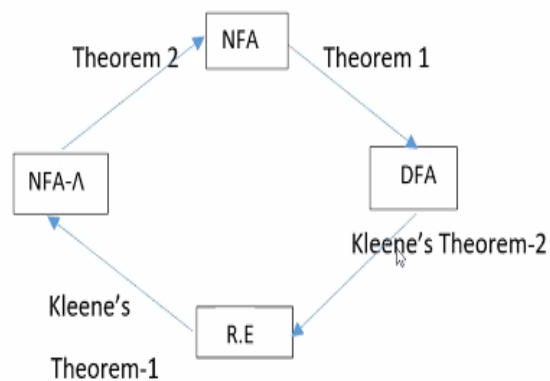 NFA
Theorem 2
Theorem 1
NFA-Λ
DFA
Kleene’s Theorem-2
Kleene’s
Theorem-1
R.E